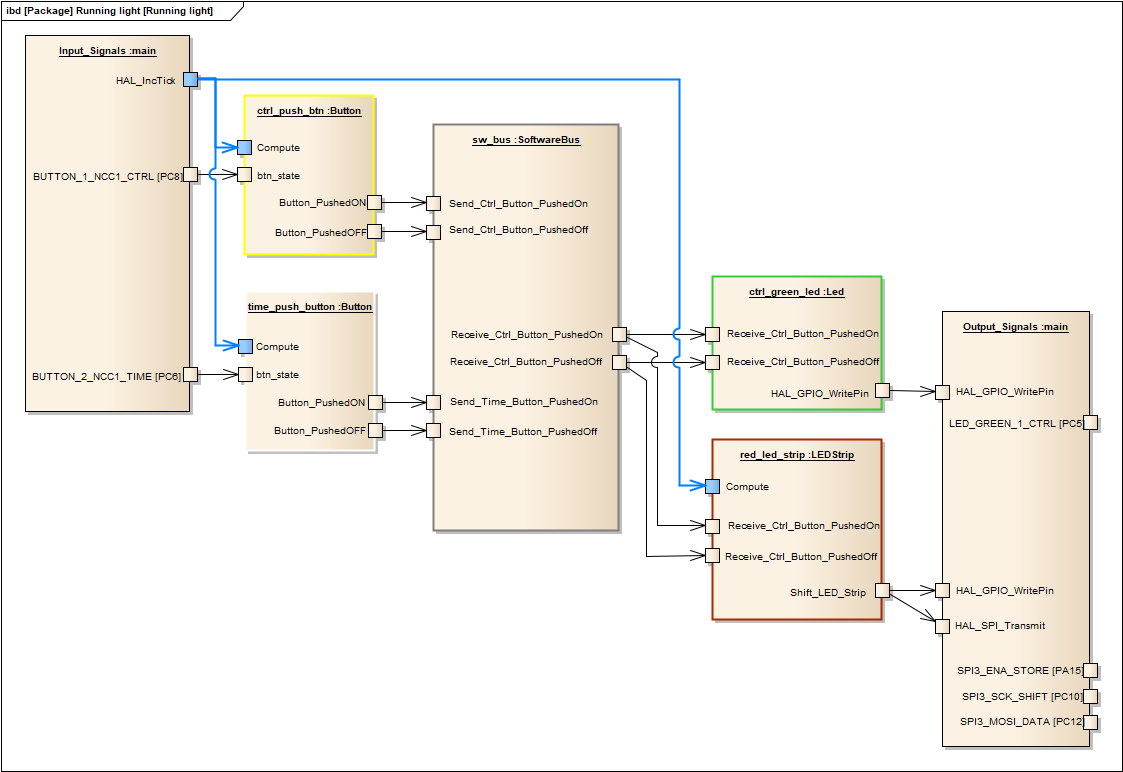 ibd [Package] Running light [Running light]
Input_Signals :main
HAL_IncTick
BUTTON_1_NCC1_CTRL [PC8]
BUTTON_2_NCC1_TIME [PC6]
ctrl_push_btn :Button
Compute
btn_state
Button_PushedON
Button_PushedOFF
time_push_button :Button
Compute
btn_state
Button_PushedON
Button_PushedOFF
sw_bus :SoftwareBus
Send_Ctrl_Button_PushedOn
Send_Ctrl_Button_PushedOff
Receive_Ctrl_Button_PushedOn
Receive_Ctrl_Button_PushedOff
Send_Time_Button_PushedOn
Send_Time_Button_PushedOff
ctrl_green_led :Led
Receive_Ctrl_Button_PushedOn
Receive_Ctrl_Button_PushedOff
HAL_GPIO_WritePin
red_led_strip :LEDStrip
Compute
Receive_Ctrl_Button_PushedOn
Receive_Ctrl_Button_PushedOff
Shift_LED_Strip
Output_Signals :main
HAL_GPIO_WritePin
LED_GREEN_1_CTRL [PC5]
HAL_GPIO_WritePin
HAL_SPI_Transmit
SPI3_ENA_STORE [PA15]
SPI3_SCK_SHIFT [PC10]
SPI3_MOSI_DATA [PC12]